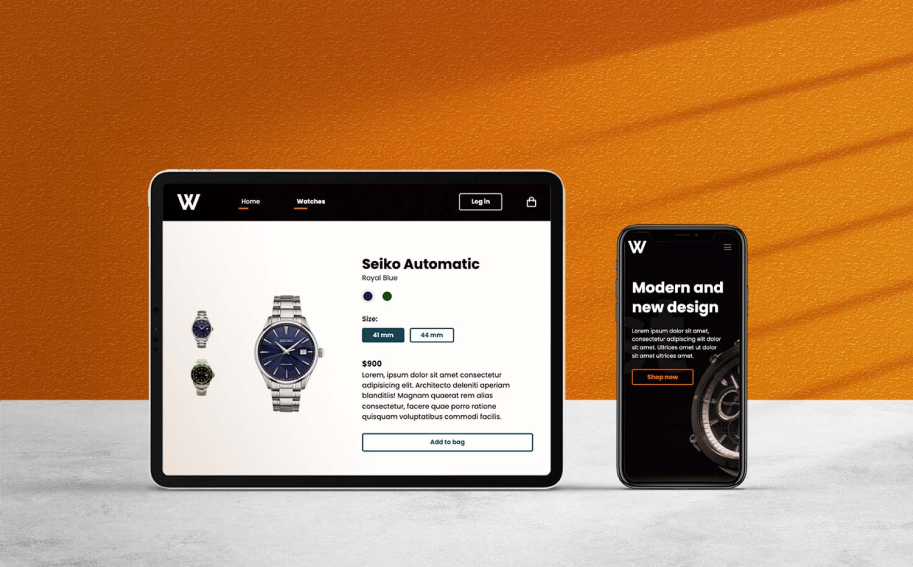 W
Home
Watches
Log in
Seiko Automatic
Royal Blue
SEIKO
Size:
41 mm
44 mm
$900
Lorem, ipsum dolor sit amet consectetur
adipisicing elit. Architecto deleniti aperiam
blanditiis! Magnam quaerat rem alias
consectetur, facere quae porro ratione
quisquam voluptatibus commodi facilis.
Add to bag
W
Modern and
new design
Lorem ipsum dolor sit amet,
consectetur adipiscing elit dolor
sit amet. Ultrices amet ut dolor
sit amet ultrices amet.
Shop now